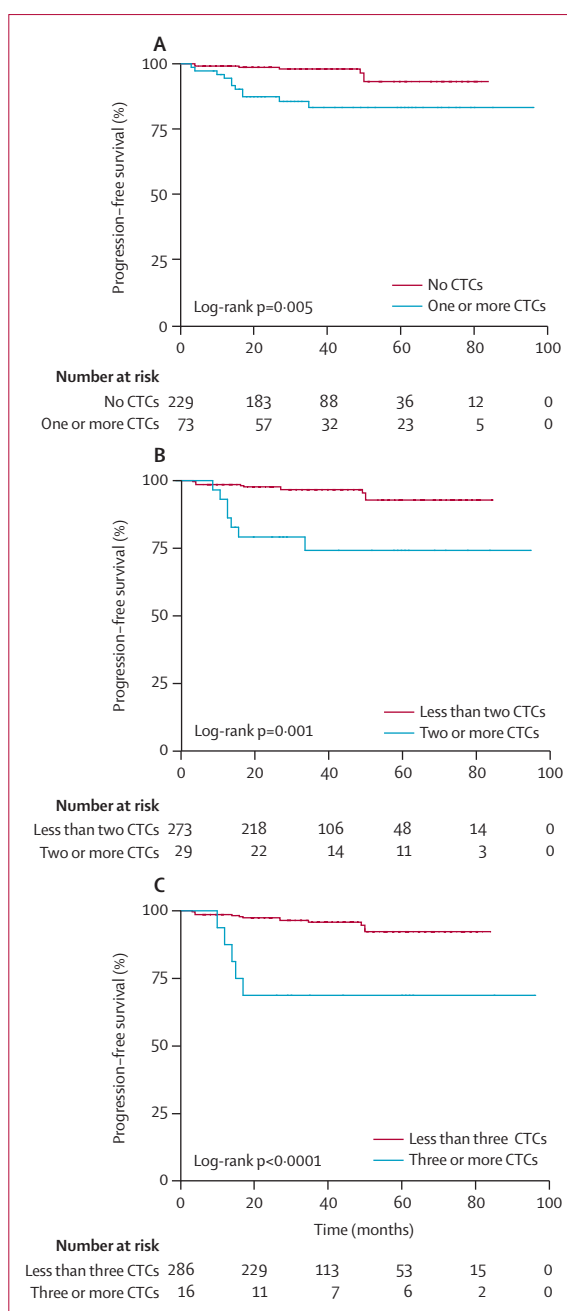 A
100
75
50
25
0
Progression–free survival (%)
No CTCs
One or more CTCs
Log-rank p=0·005
0 20 40 60 80 100
Number at risk
No CTCs 229 183 88 36 12 0
One or more CTCs 73 57 32 23 5 0
B
100
75
50
25
0
Progression–free survival (%)
Less than two CTCs
Two or more CTCs
Log-rank p=0·001
0 20 40 60 80 100
Number at risk
Less than two CTCs 273 218 106 48 14 0
Two or more CTCs 29 22 14 11 3 0
C
100
75
50
25
0
Progression–free survival (%)
Less than three CTCs
Three or more CTCs
Log-rank p<0·0001
0 20 40 60 80 100
Time (months)
Number at risk
Less than three CTCs 286 229 113 53 15 0
Three or more CTCs 16 11 7 6 2 0